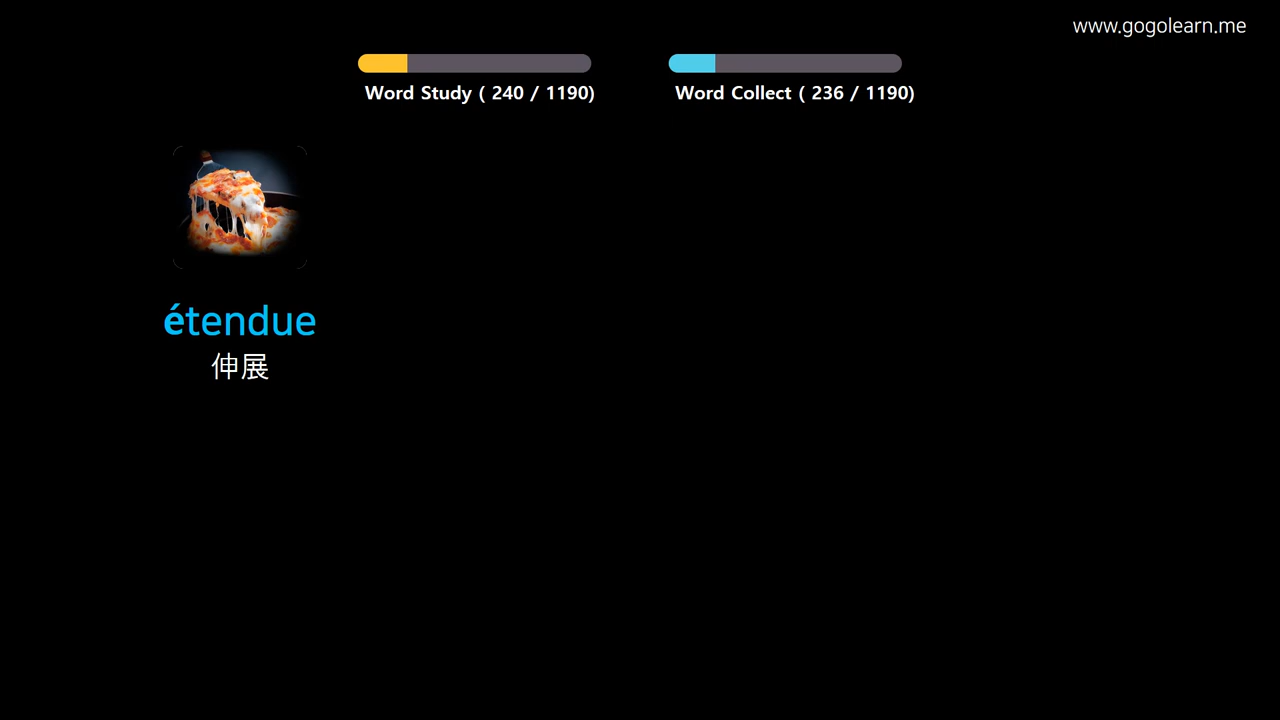 www.gogolearn.me
Word Study ( 240 / 1190)
Word Collect ( 236 / 1190)
étendue
伸展